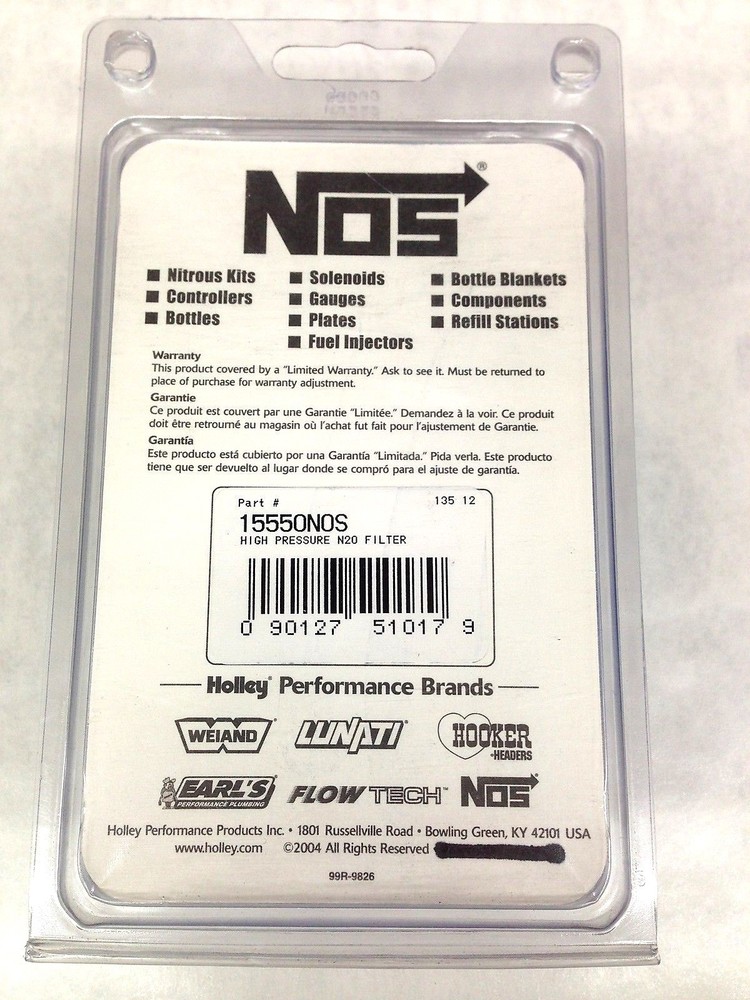 NOS®
■ Nitrous Kits ■ Solenoids ■ Bottle Blankets
■ Controllers ■ Gauges ■ Components
■ Bottles ■ Plates ■ Refill Stations
■ Fuel Injectors
Warranty
This product covered by a “Limited Warranty.” Ask to see it. Must be returned to
place of purchase for warranty adjustment.
Garantie
Ce produit est couvert par une Garantie “Limitée.” Demandez à la voir. Ce produit
doit être retrourné au magasin où l’achat fut fait pour l’ajustement de Garantie.
Garantía
Este producto está cubierto por una Garantía “Limitada.” Pida verla. Este producto
tiene que ser devuelto al lugar donde se compró para el ajuste de garantía.
Part # 135 12
15550NOS
HIGH PRESSURE N2O FILTER
0 90127 51017 9
Holley® Performance Brands
WEIAND® LUNATI® HOOKER
HEADERS
EARL'S® FLOWTECH™ NOS
PERFORMANCE PLUMBING
Holley Performance Products Inc. • 1801 Russellville Road • Bowling Green, KY 42101 USA
www.holley.com ©2004 All Rights Reserved
99R-9826